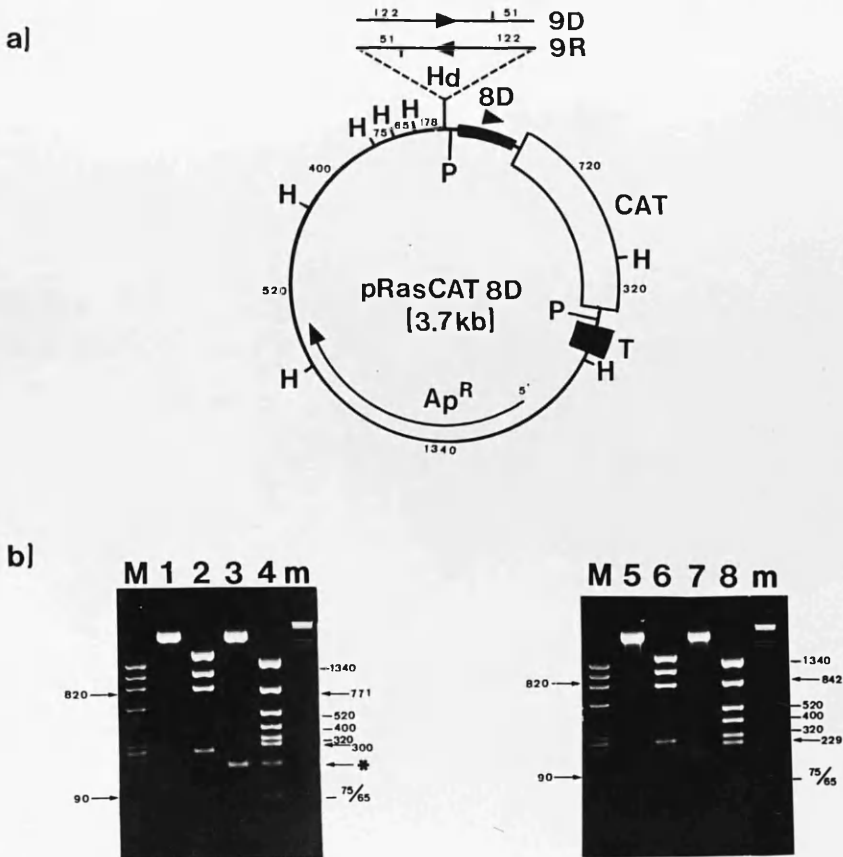 a]
122 51 9D
51 122 9R
Hd
8D
H H H H
75 65 178
P
400
720
CAT
H
H
520
320
pRasCAT 8D
[3.7kb]
P
T
H
H
Ap^R
5'
1340
b]
M 1 2 3 4 m
1340
820 771
520
400
320
300
*
75/65
90
M 5 6 7 8 m
1340
820 842
520
400
320
229
90 75/65